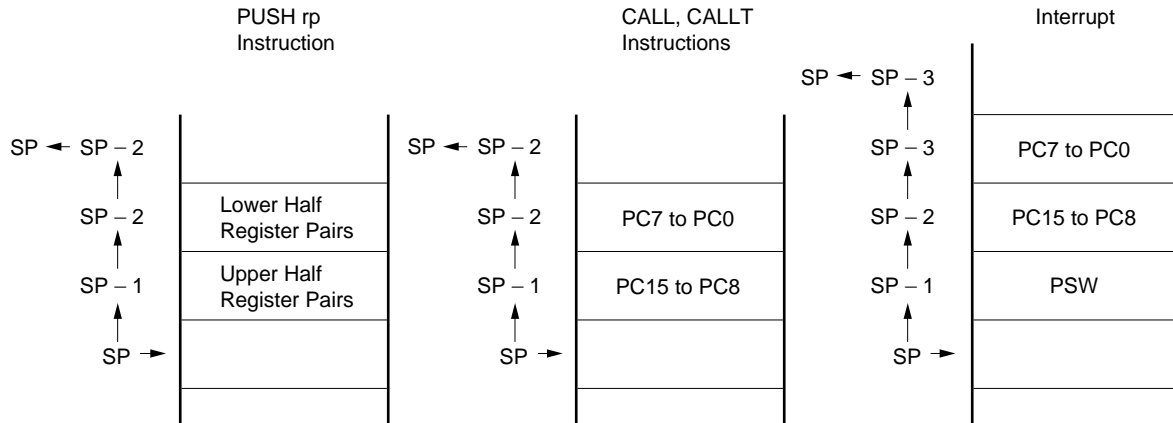 PUSH rp
Instruction
SP ← SP – 2
SP – 2
SP – 1
SP
Lower Half
Register Pairs
Upper Half
Register Pairs
CALL, CALLT
Instructions
SP ← SP – 2
SP – 2
SP – 1
SP
PC7 to PC0
PC15 to PC8
Interrupt
SP ← SP – 3
SP – 3
SP – 2
SP – 1
SP
PC7 to PC0
PC15 to PC8
PSW